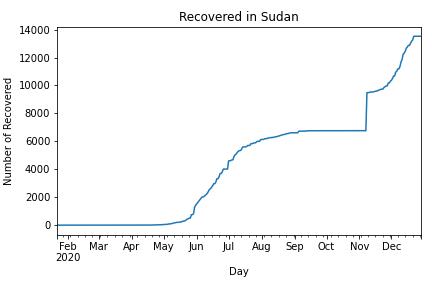 Recovered in Sudan
Number of Recovered
14000
12000
10000
8000
6000
4000
2000
0
Feb Mar Apr May Jun Jul Aug Sep Oct Nov Dec
2020
Day